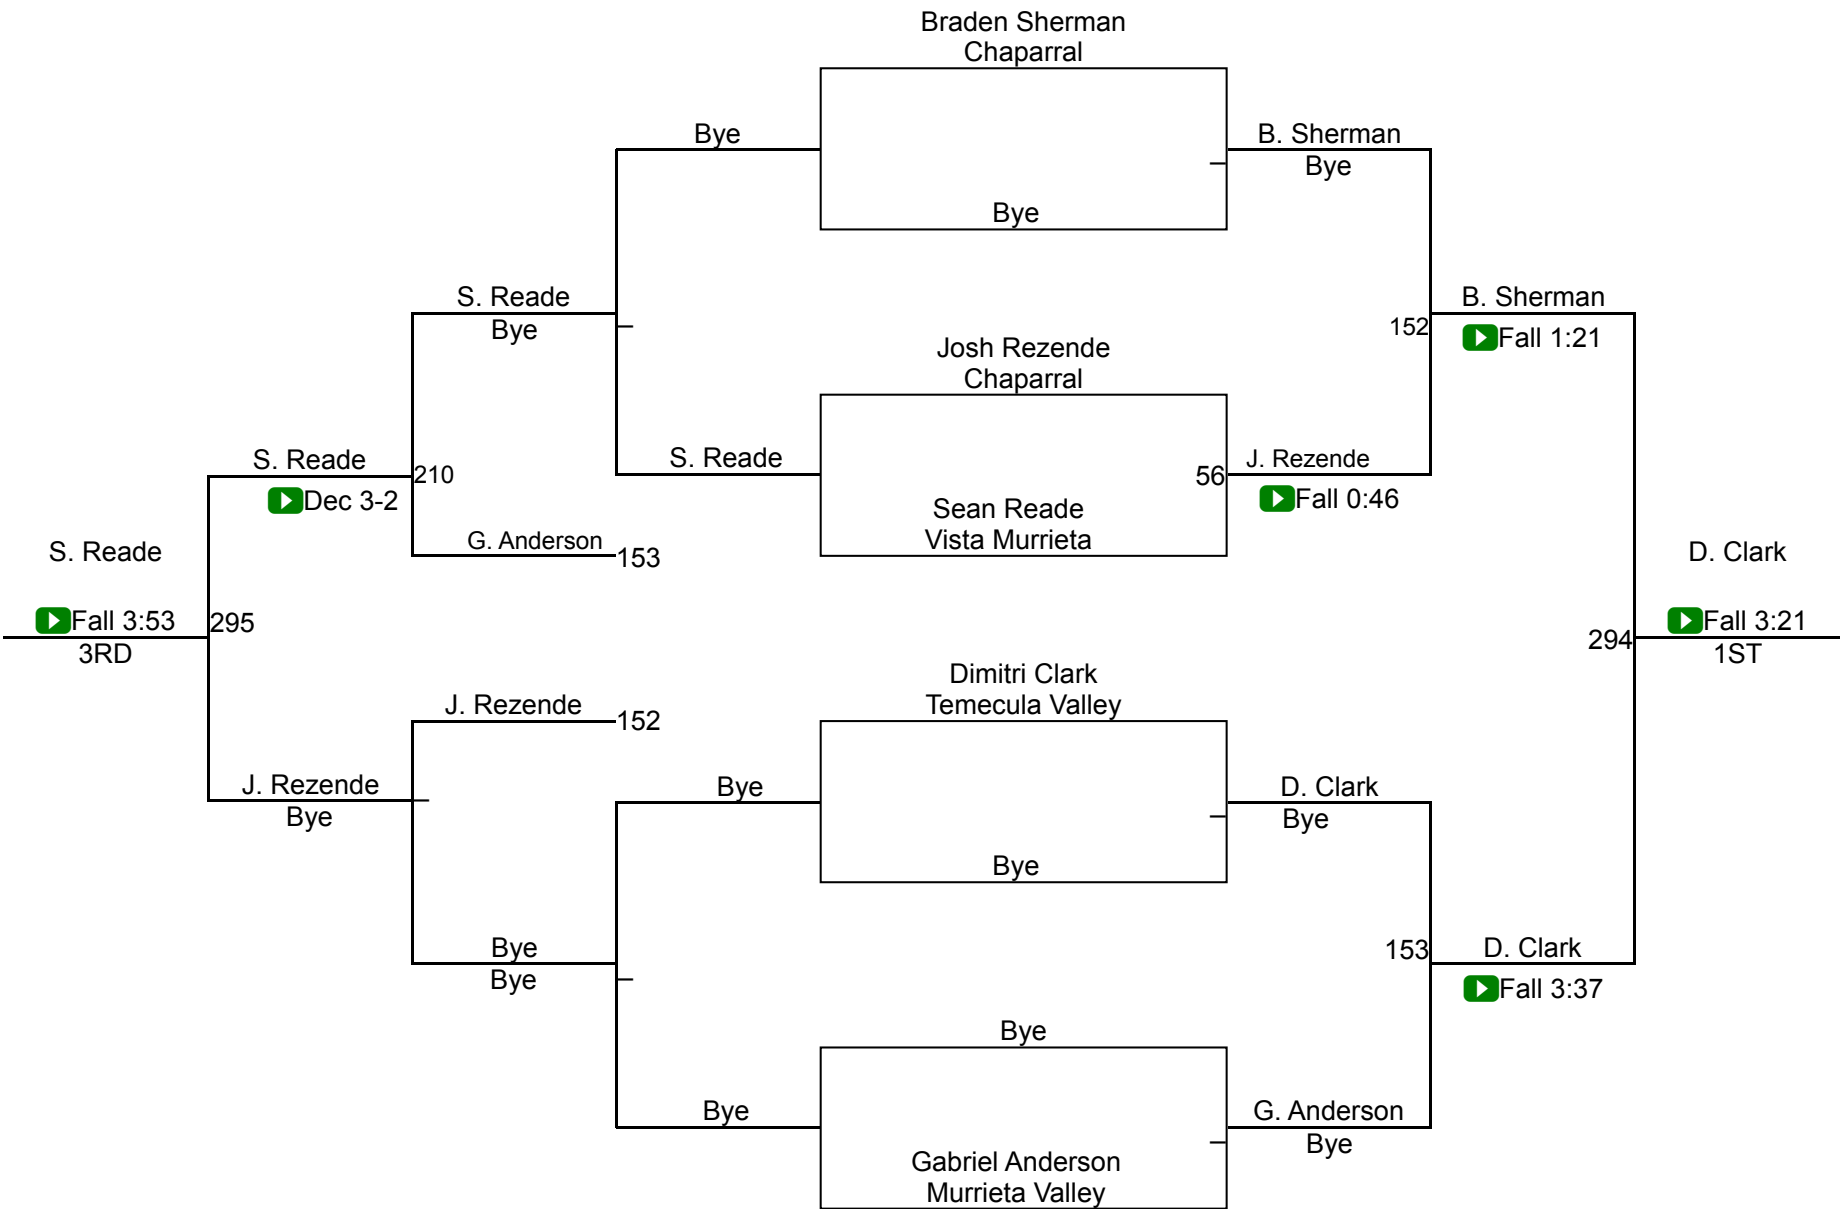 Braden Sherman
Chaparral
Bye
B. Sherman
Bye
Bye
S. Reade
Bye
B. Sherman
152
Fall 1:21
Josh Rezende
Chaparral
S. Reade
210
Dec 3-2
S. Reade
56
J. Rezende
Fall 0:46
Sean Reade
Vista Murrieta
G. Anderson
153
S. Reade
Fall 3:53
3RD
295
D. Clark
Fall 3:21
1ST
294
Dimitri Clark
Temecula Valley
J. Rezende
152
J. Rezende
Bye
Bye
D. Clark
Bye
Bye
Bye
Bye
153
D. Clark
Fall 3:37
Bye
Bye
G. Anderson
Bye
Gabriel Anderson
Murrieta Valley